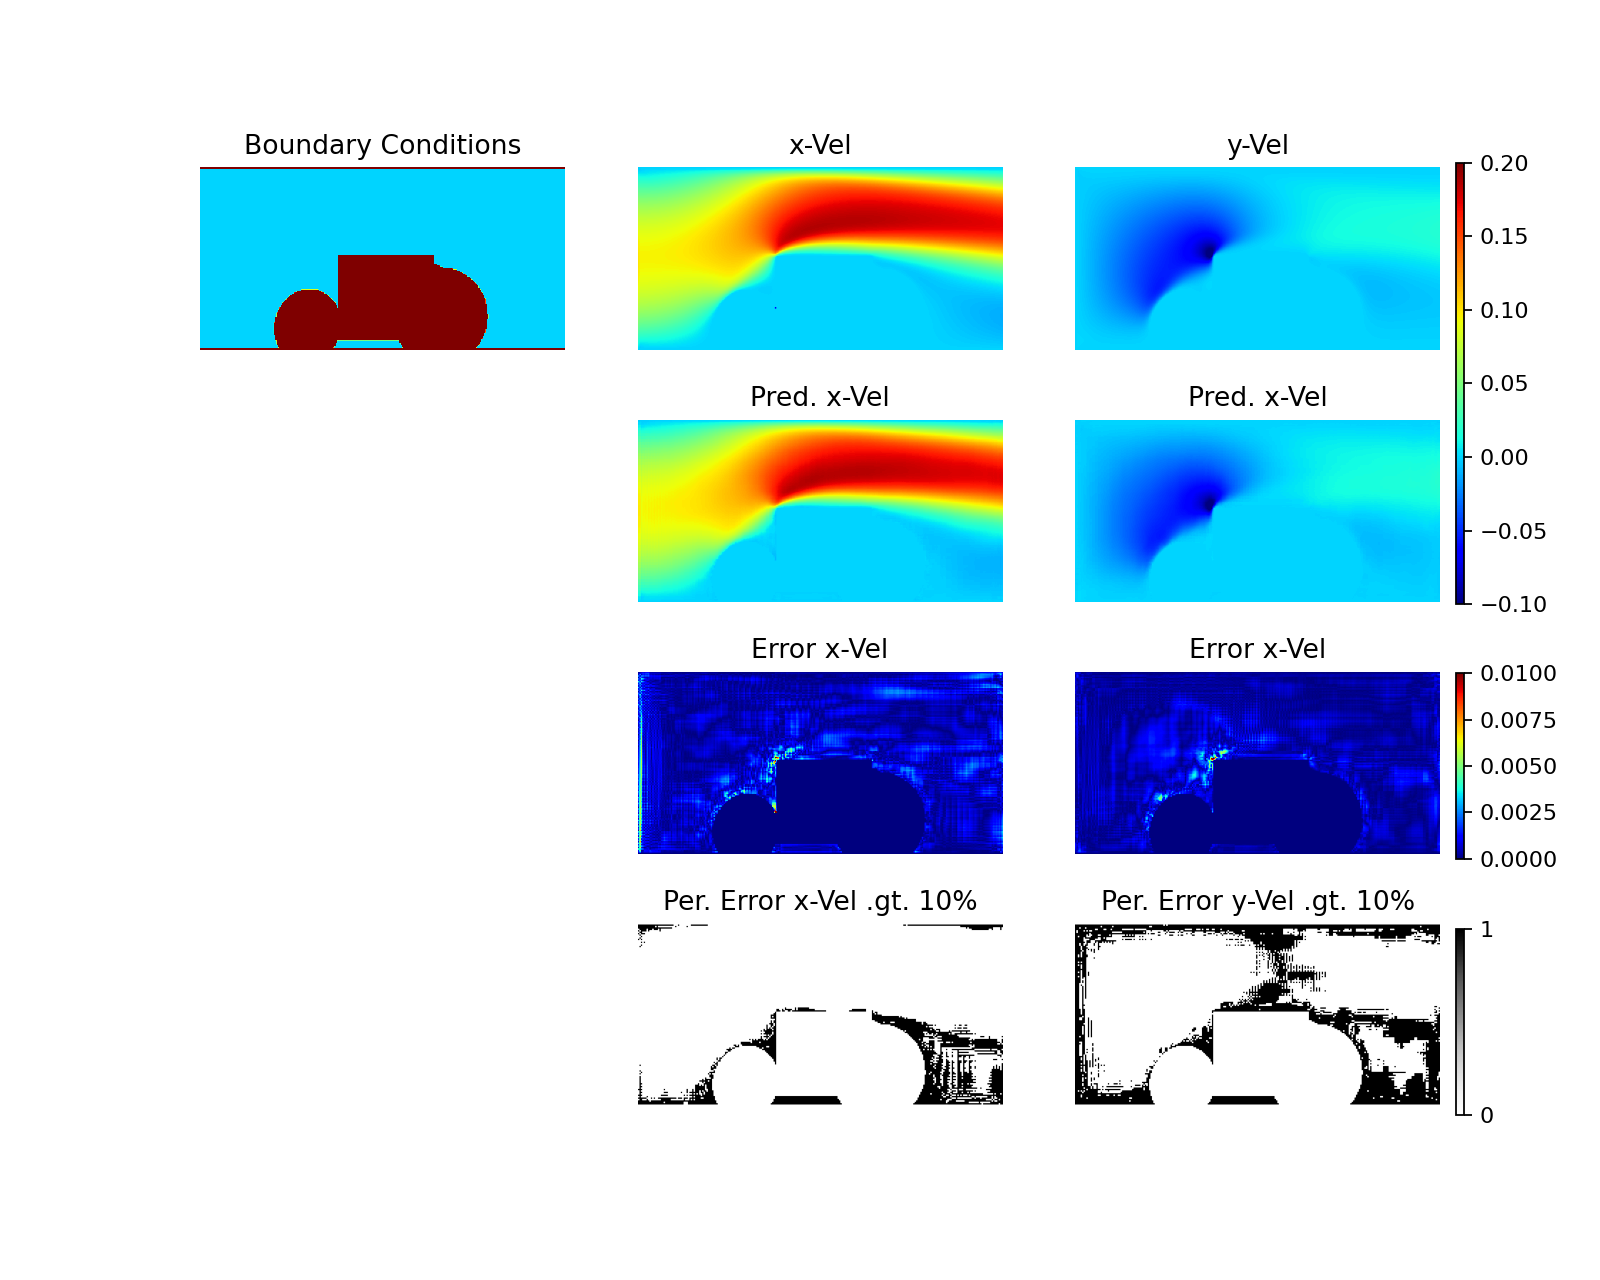 Boundary Conditions
x-Vel
y-Vel
0.20
0.15
0.10
0.05
0.00
−0.05
−0.10
Pred. x-Vel
Pred. x-Vel
Error x-Vel
Error x-Vel
0.0100
0.0075
0.0050
0.0025
0.0000
Per. Error x-Vel .gt. 10%
Per. Error y-Vel .gt. 10%
1
0